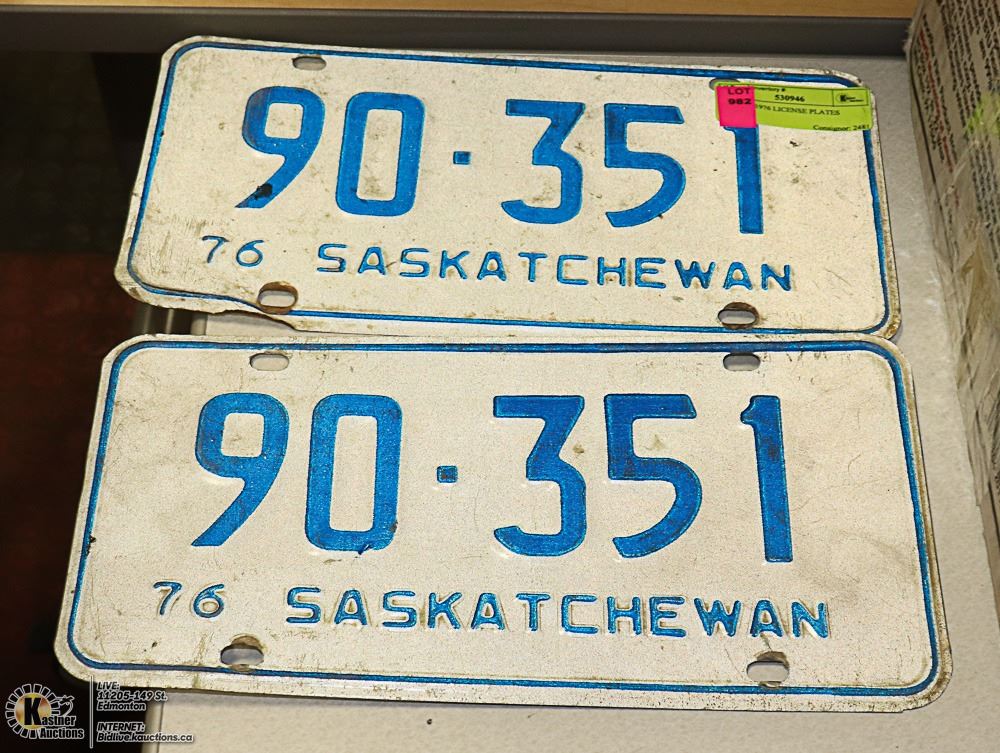 90·351
76 SASKATCHEWAN
LOT
982
530946
1976 LICENSE PLATES
Consignor:
90·351
76 SASKATCHEWAN
Kastner
Auctions
LIVE:
11205-149 St.
Edmonton
INTERNET:
Bidlive.kauctions.ca